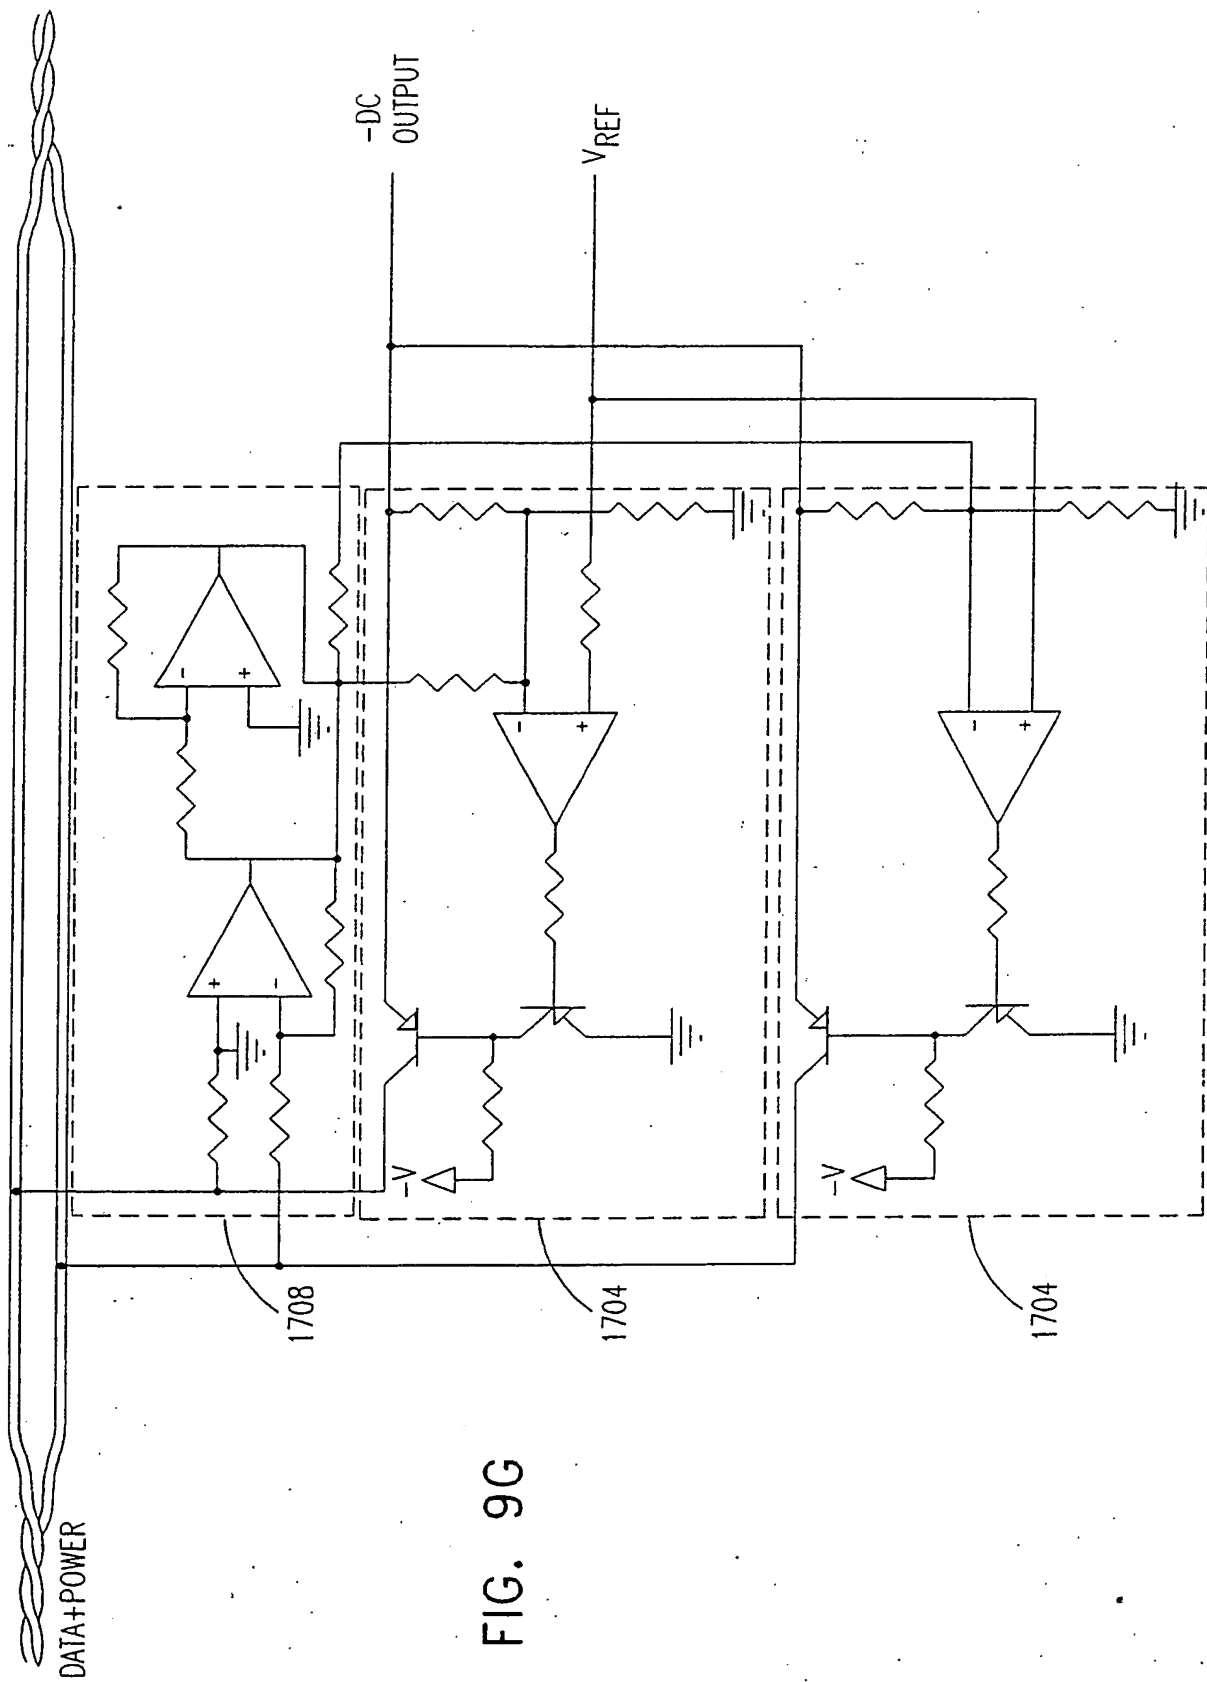 DATA+POWER
-DC
OUTPUT
VREF
-
+
+
-
-
+
-
+
-V
-V
1708
1704
1704
FIG. 9G